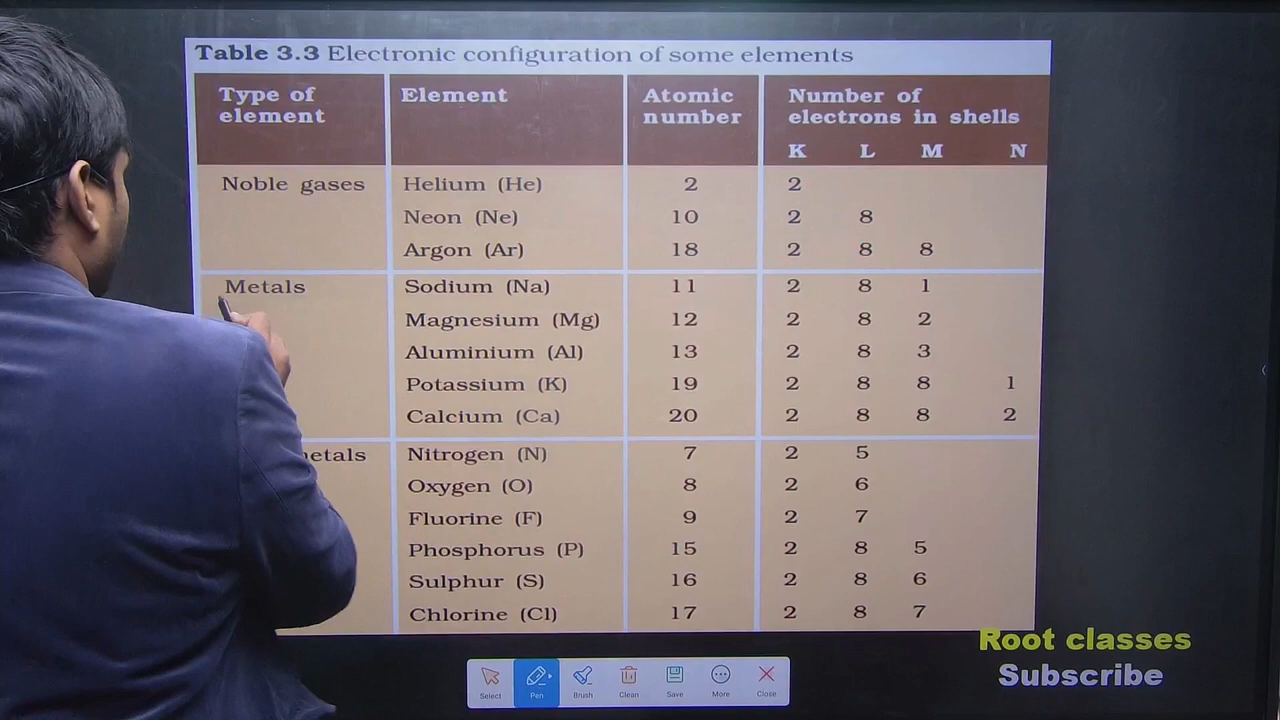 Table 3.3 Electronic configuration of some elements
Type of element Element Atomic number Number of electrons in shells
K L M N
Noble gases Helium (He) 2 2
Neon (Ne) 10 2 8
Argon (Ar) 18 2 8 8
Metals Sodium (Na) 11 2 8 1
Magnesium (Mg) 12 2 8 2
Aluminium (Al) 13 2 8 3
Potassium (K) 19 2 8 8 1
Calcium (Ca) 20 2 8 8 2
Nitrogen (N) 7 2 5
Oxygen (O) 8 2 6
Fluorine (F) 9 2 7
Phosphorus (P) 15 2 8 5
Sulphur (S) 16 2 8 6
Chlorine (Cl) 17 2 8 7
Root classes
Subscribe
Select Pen Brush Clean Save More Close